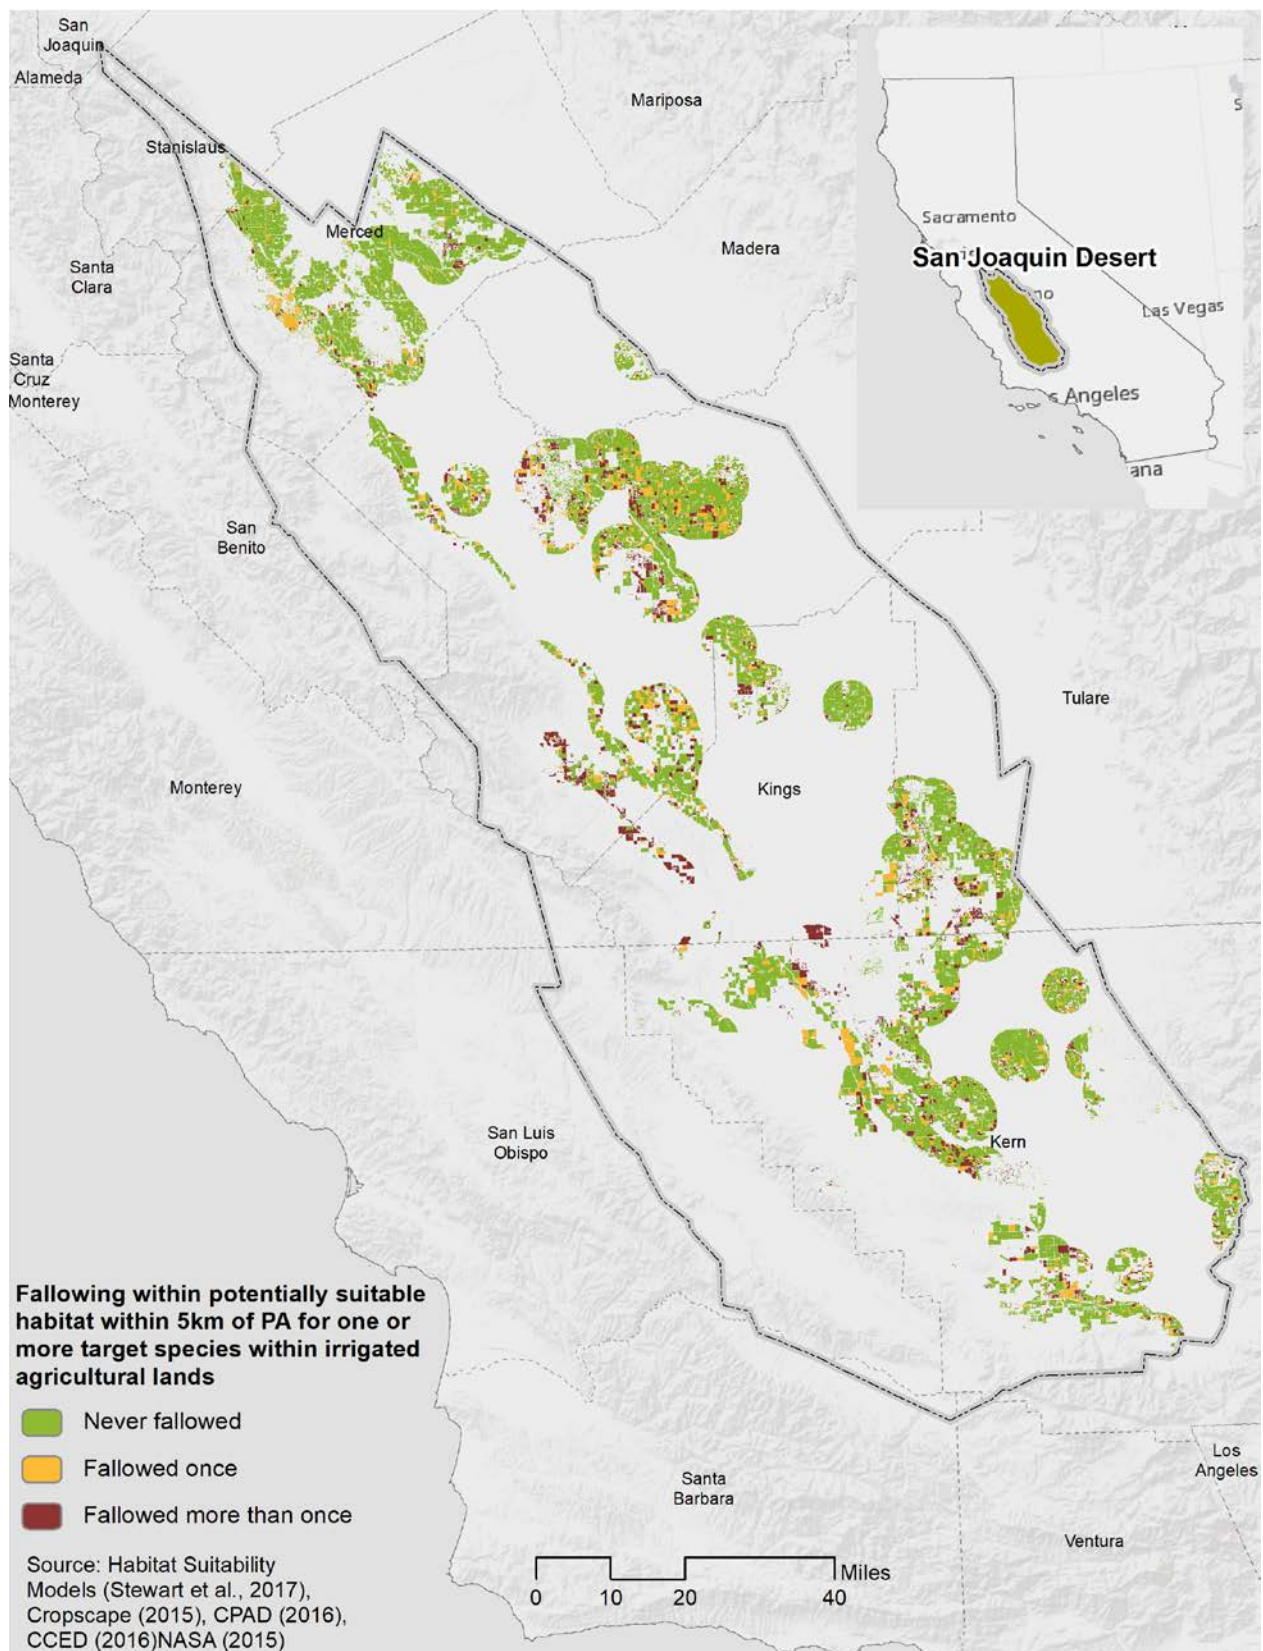 San
Joaquin
Alameda
Mariposa
Stanislaus
Merced
Madera
Santa
Clara
Santa
Cruz
Monterey
San
Benito
Tulare
Monterey
Kings
San Luis
Obispo
Kern
Santa
Barbara
Los
Angeles
Ventura
Sacramento
San Joaquin Desert
no
Las Vegas
s Angeles
ana
S
Fallowing within potentially suitable
habitat within 5km of PA for one or
more target species within irrigated
agricultural lands
Never fallowed
Fallowed once
Fallowed more than once
Source: Habitat Suitability
Models (Stewart et al., 2017),
Cropscape (2015), CPAD (2016),
CCED (2016)NASA (2015)
Miles
0 10 20 40